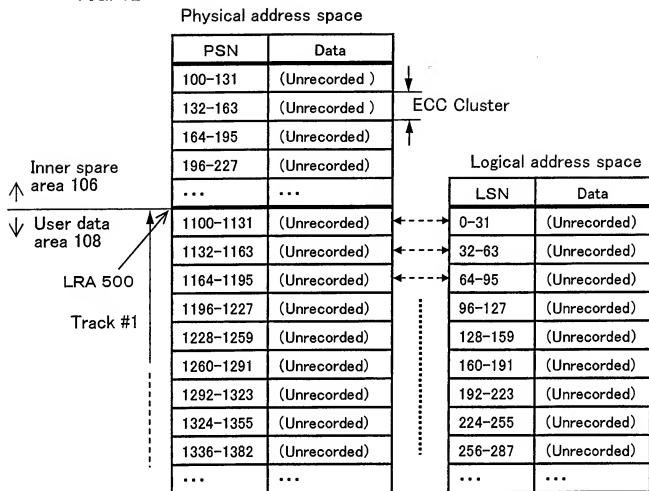 Physical address space
PSN Data
100-131 (Unrecorded )
132-163 (Unrecorded )
164-195 (Unrecorded)
196-227 (Unrecorded)
... ...
1100-1131 (Unrecorded)
1132-1163 (Unrecorded)
1164-1195 (Unrecorded)
1196-1227 (Unrecorded)
1228-1259 (Unrecorded)
1260-1291 (Unrecorded)
1292-1323 (Unrecorded)
1324-1355 (Unrecorded)
1336-1382 (Unrecorded)
... ...
ECC Cluster
Inner spare
area 106
User data
area 108
LRA 500
Track #1
Logical address space
LSN Data
0-31 (Unrecorded)
32-63 (Unrecorded)
64-95 (Unrecorded)
96-127 (Unrecorded)
128-159 (Unrecorded)
160-191 (Unrecorded)
192-223 (Unrecorded)
224-255 (Unrecorded)
256-287 (Unrecorded)
... ...